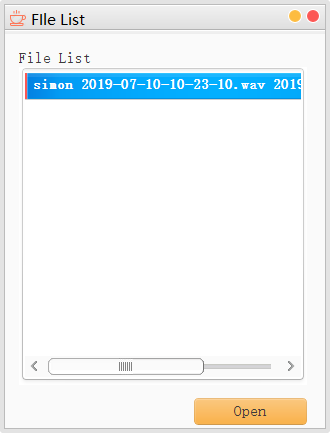 FIle List
File List
simon 2019-07-10-10-23-10.wav 2019
Open